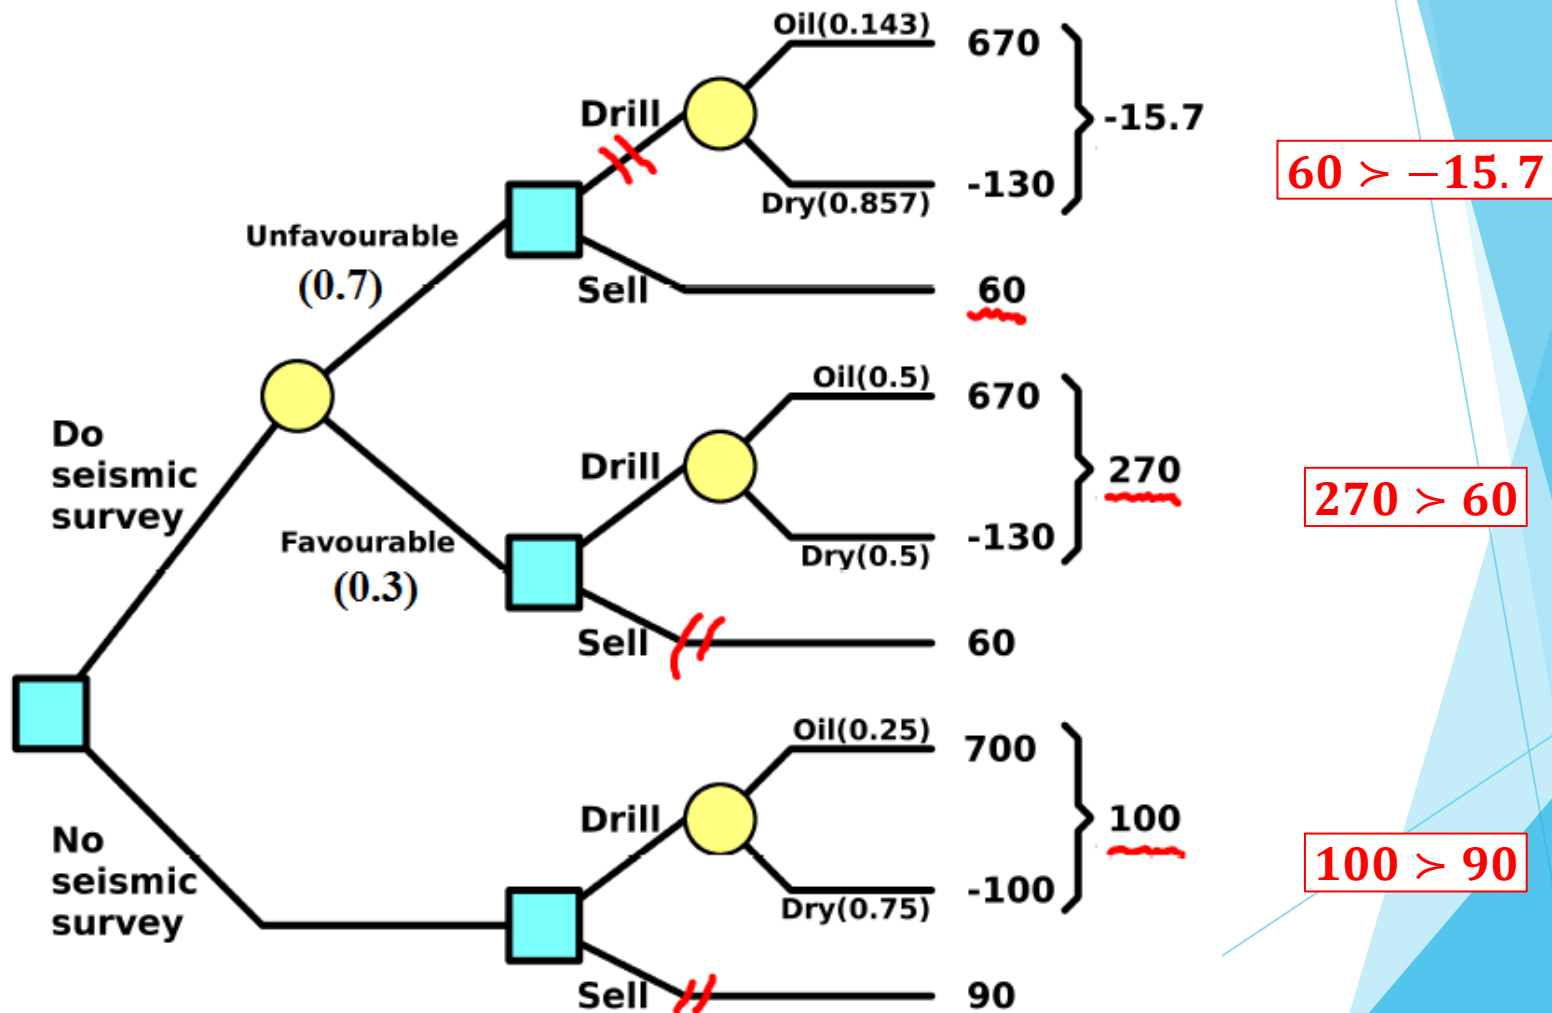 Oil(0.143)
670
Drill
-15.7
60 ≻ −15.7
-130
Dry(0.857)
Unfavourable
(0.7)
Sell
60
Oil(0.5)
670
Do
seismic
survey
Drill
270
270 ≻ 60
Favourable
(0.3)
-130
Dry(0.5)
Sell
60
Oil(0.25)
700
No
seismic
survey
Drill
100
100 ≻ 90
-100
Dry(0.75)
Sell
90